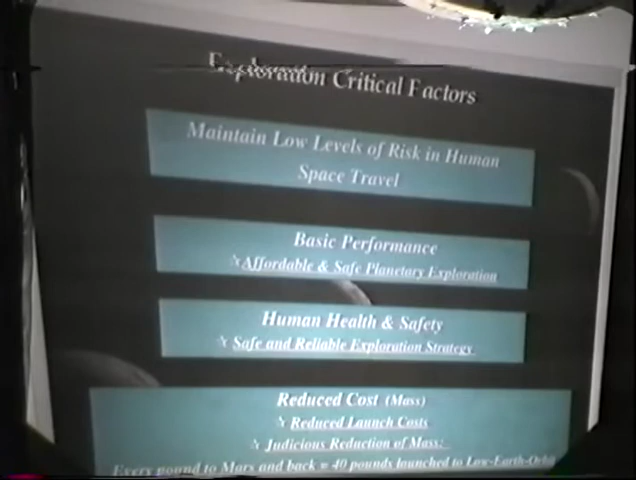 Exploration Critical Factors
Maintain Low Levels of Risk in Human
Space Travel
Basic Performance
Affordable & Safe Planetary Exploration
Human Health & Safety
Safe and Reliable Exploration Strategy
Reduced Cost (Mass)
Reduced Launch Costs
Judicious Reduction of Mass:
Every pound to Mars and back = 40 pounds launched to Low-Earth-Orbit